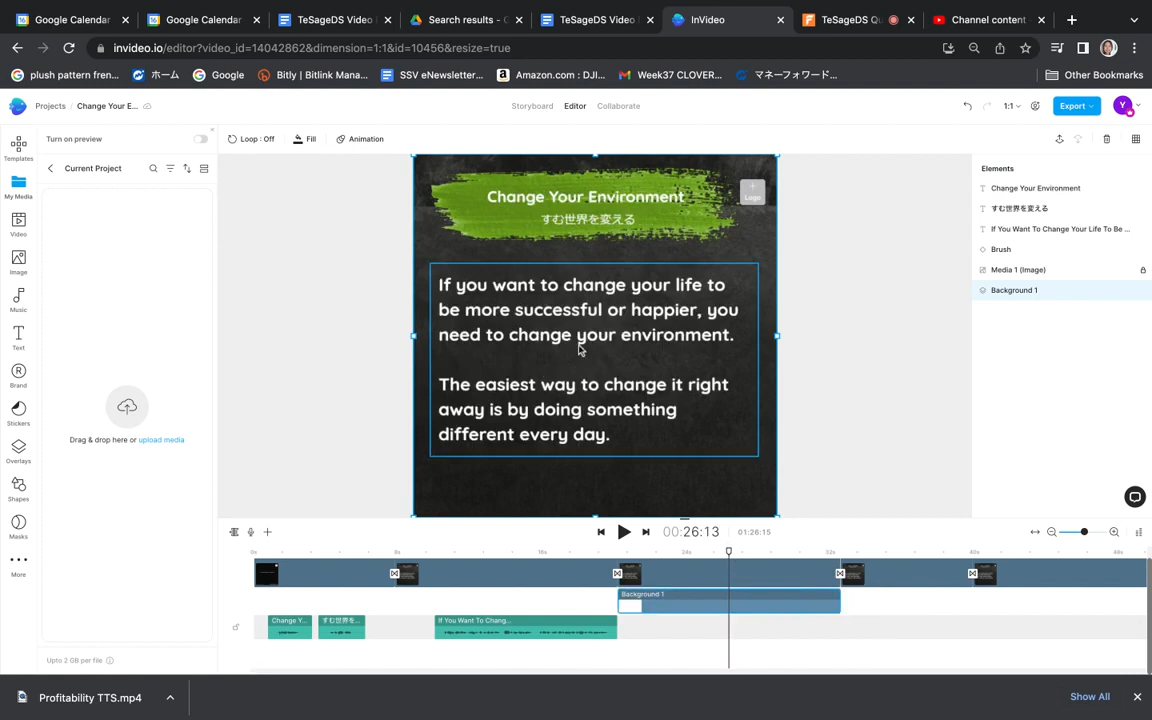 Google Calendar
Google Calendar
TeSageDS Video
Search results - G
TeSageDS Video
InVideo
TeSageDS Qu
Channel content
invideo.io/editor?video_id=14042862&dimension=1:1&id=10456&resize=true
plush pattern fren...
ホーム
Google
Bitly | Bitlink Mana...
SSV eNewsletter...
Amazon.com : DJI...
Week37 CLOVER...
マネーフォワード...
Other Bookmarks
Projects / Change Your E...
Storyboard
Editor
Collaborate
1:1
Export
Y
Turn on preview
Loop : Off
Fill
Animation
Templates
My Media
Video
Image
Music
Text
Brand
Stickers
Overlays
Shapes
Masks
More
Current Project
Drag & drop here or upload media
Upto 2 GB per file
Change Your Environment
すむ世界を変える
Logo
If you want to change your life to
be more successful or happier, you
need to change your environment.
The easiest way to change it right
away is by doing something
different every day.
Elements
Change Your Environment
すむ世界を変える
If You Want To Change Your Life To Be ...
Brush
Media 1 (Image)
Background 1
00:26:13
01:26:15
0s
8s
16s
24s
32s
40s
48s
Background 1
Change Y...
すむ世界を...
If You Want To Chang...
Profitability TTS.mp4
Show All